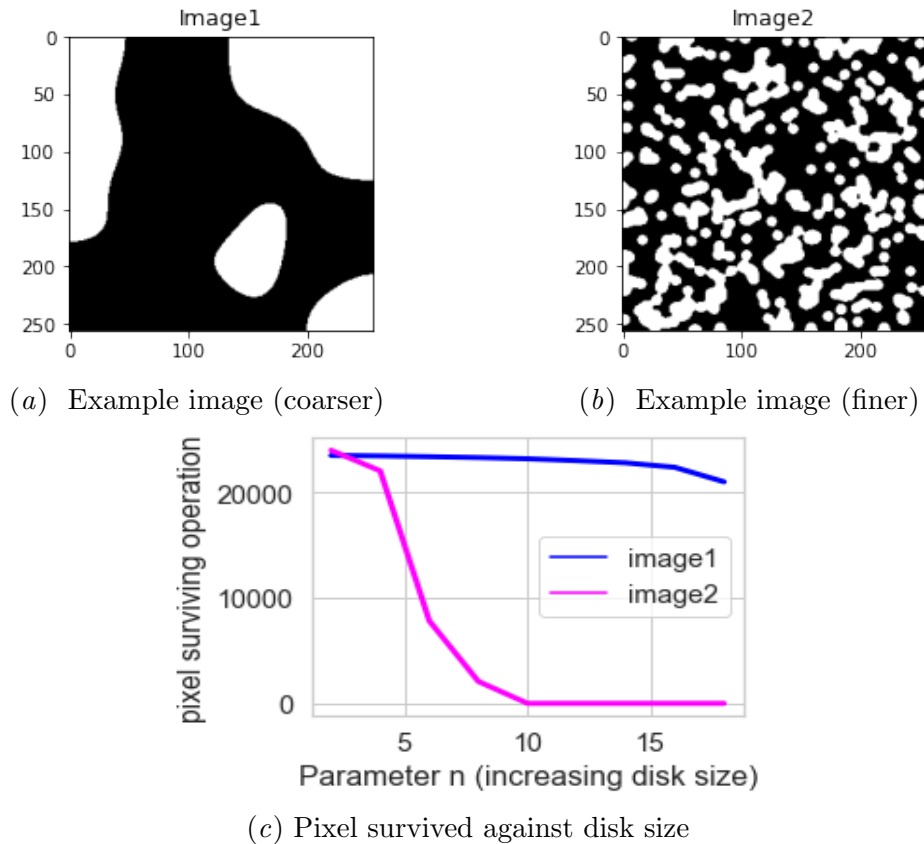 Image1
0
50
100
150
200
250
0 100 200
Image2
0
50
100
150
200
250
0 100 200
(a) Example image (coarser)
(b) Example image (finer)
pixel surviving operation
20000
10000
0
image1
image2
5 10 15
Parameter n (increasing disk size)
(c) Pixel survived against disk size